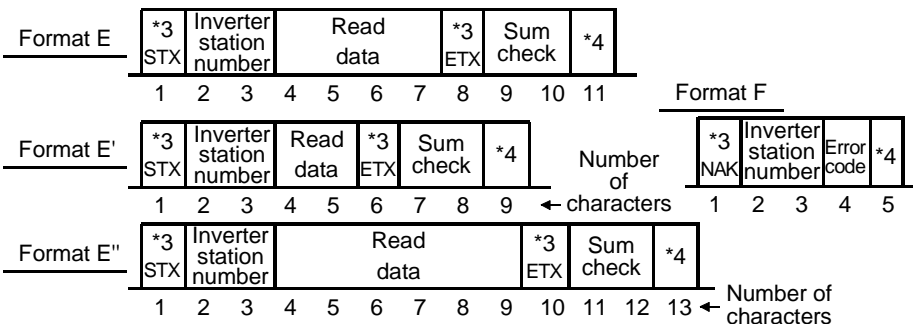 Format E
*3 STX
Inverter station number
Read data
*3 ETX
Sum check
*4
1 2 3 4 5 6 7 8 9 10 11
Format F
*3 NAK
Inverter station number
Error code
*4
1 2 3 4 5
Format E'
*3 STX
Inverter station number
Read data
*3 ETX
Sum check
*4
1 2 3 4 5 6 7 8 9
Number of characters
Format E"
*3 STX
Inverter station number
Read data
*3 ETX
Sum check
*4
1 2 3 4 5 6 7 8 9 10 11 12 13
Number of characters